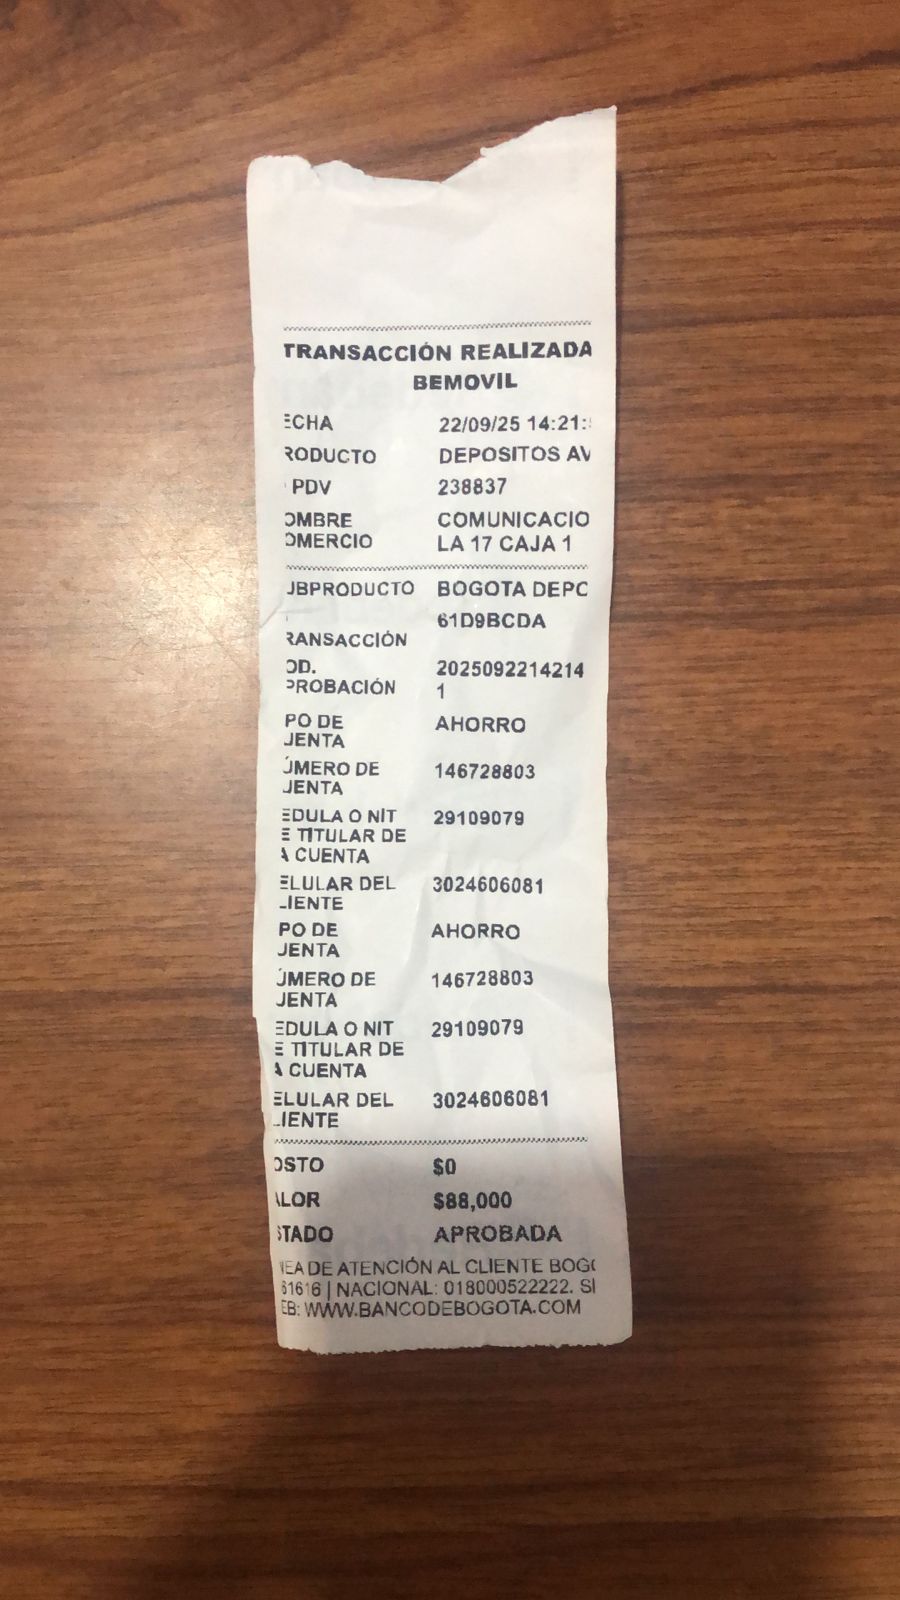 TRANSACCIÓN REALIZADA
BEMOVIL
ECHA 22/09/25 14:21:
RODUCTO DEPOSITOS AV
PDV 238837
OMBRE COMUNICACIO
OMERCIO LA 17 CAJA 1
UBPRODUCTO BOGOTA DEPO
61D9BCDA
RANSACCIÓN
OD. 2025092214214
PROBACIÓN 1
PO DE AHORRO
UENTA
ÚMERO DE 146728803
UENTA
EDULA O NIT 29109079
E TITULAR DE
A CUENTA
ELULAR DEL 3024606081
LIENTE
PO DE AHORRO
UENTA
ÚMERO DE 146728803
UENTA
EDULA O NIT 29109079
E TITULAR DE
A CUENTA
ELULAR DEL 3024606081
LIENTE
OSTO $0
ALOR $88,000
STADO APROBADA
NEA DE ATENCIÓN AL CLIENTE BOGO
61616 | NACIONAL: 018000522222. SI
EB: WWW.BANCODEBOGOTA.COM